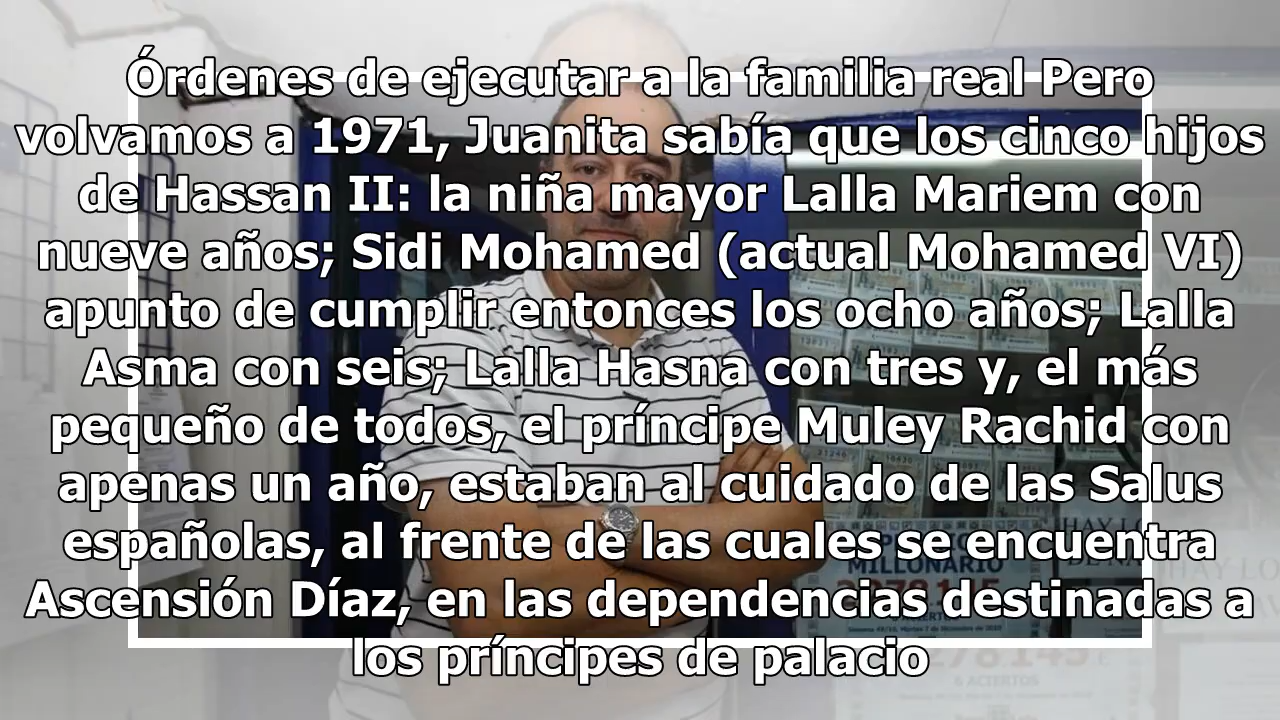 Órdenes de ejecutar a la familia real Pero
volvamos a 1971, Juanita sabía que los cinco hijos
de Hassan II: la niña mayor Lalla Mariem con
nueve años; Sidi Mohamed (actual Mohamed VI)
apunto de cumplir entonces los ocho años; Lalla
Asma con seis; Lalla Hasna con tres y, el más
pequeño de todos, el príncipe Muley Rachid con
apenas un año, estaban al cuidado de las Salus
españolas, al frente de las cuales se encuentra
Ascensión Díaz, en las dependencias destinadas a
los príncipes de palacio
MILLONARIO
6 ACIERTOS